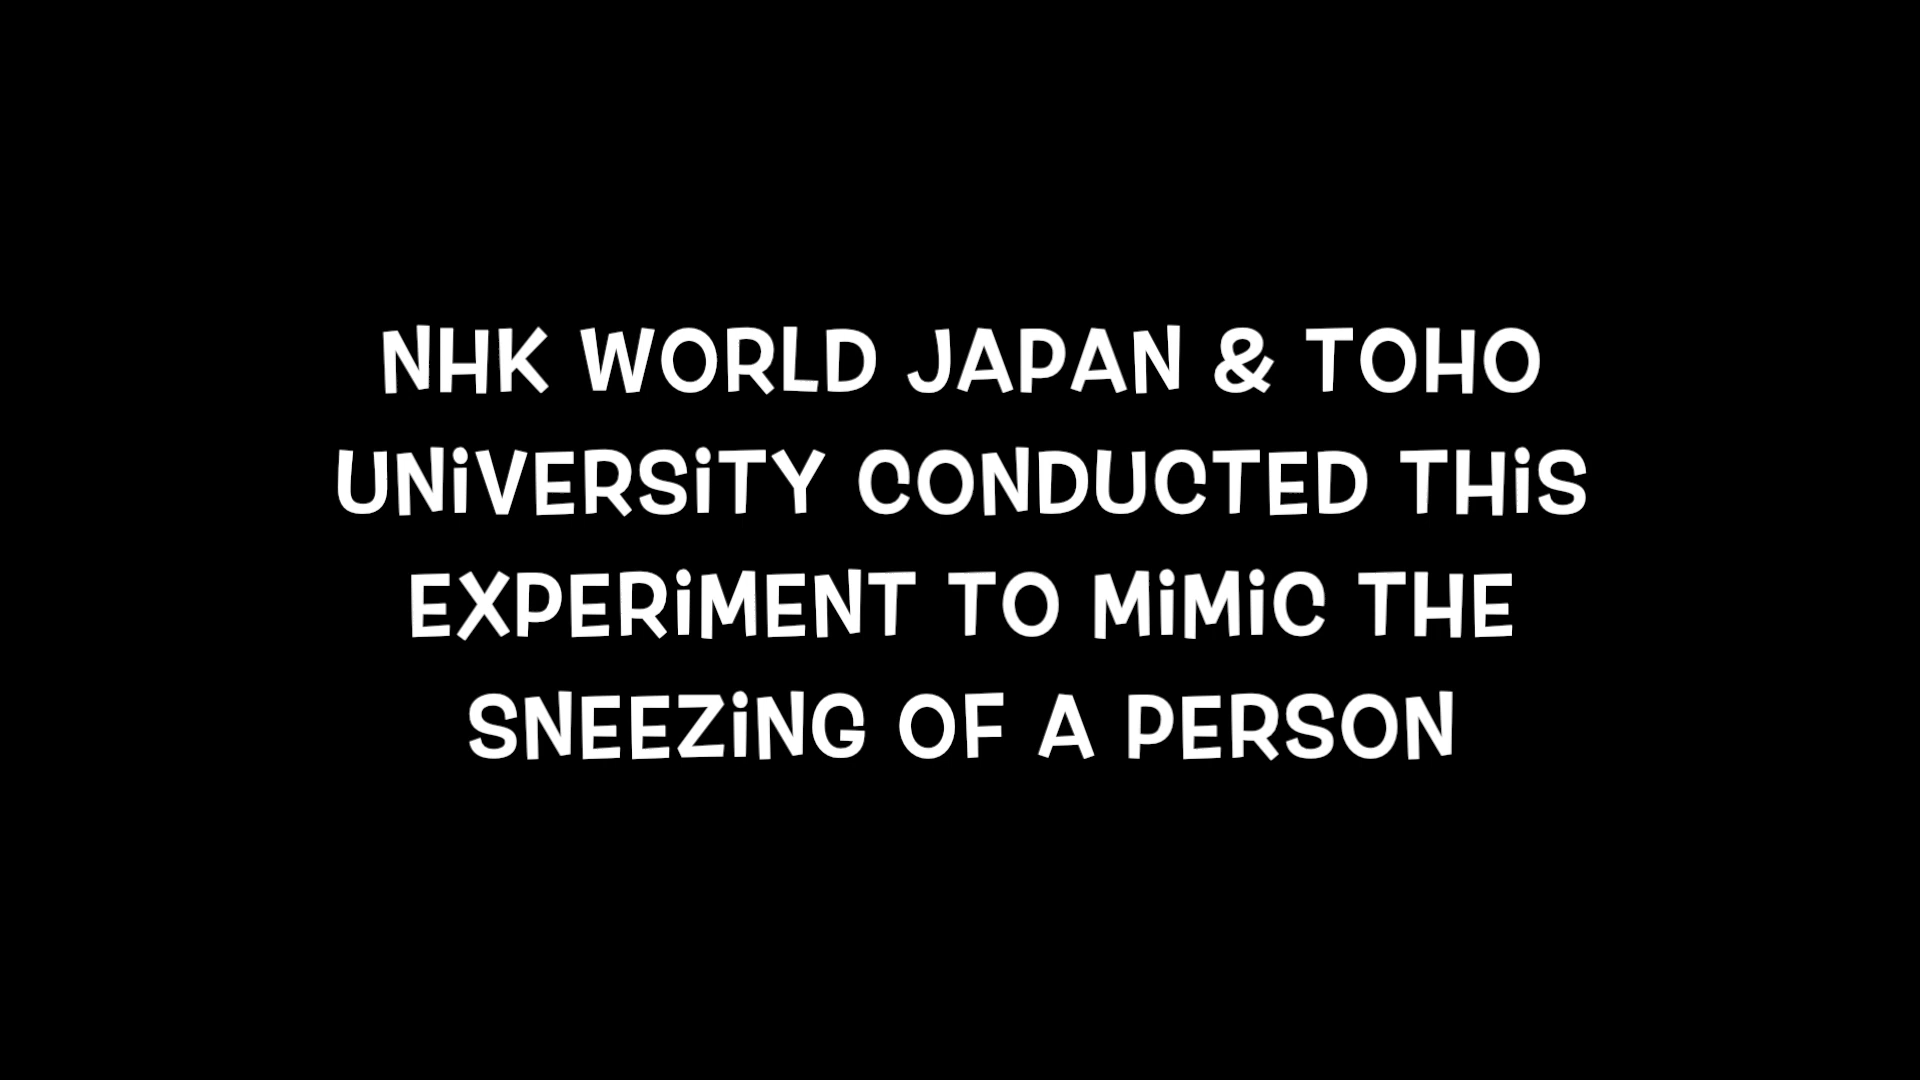 NHK WORLD JAPAN & TOHO
UNiVERSiTY CONDUCTED THiS
EXPERiMENT TO MiMiC THE
SNEEZiNG OF A PERSON